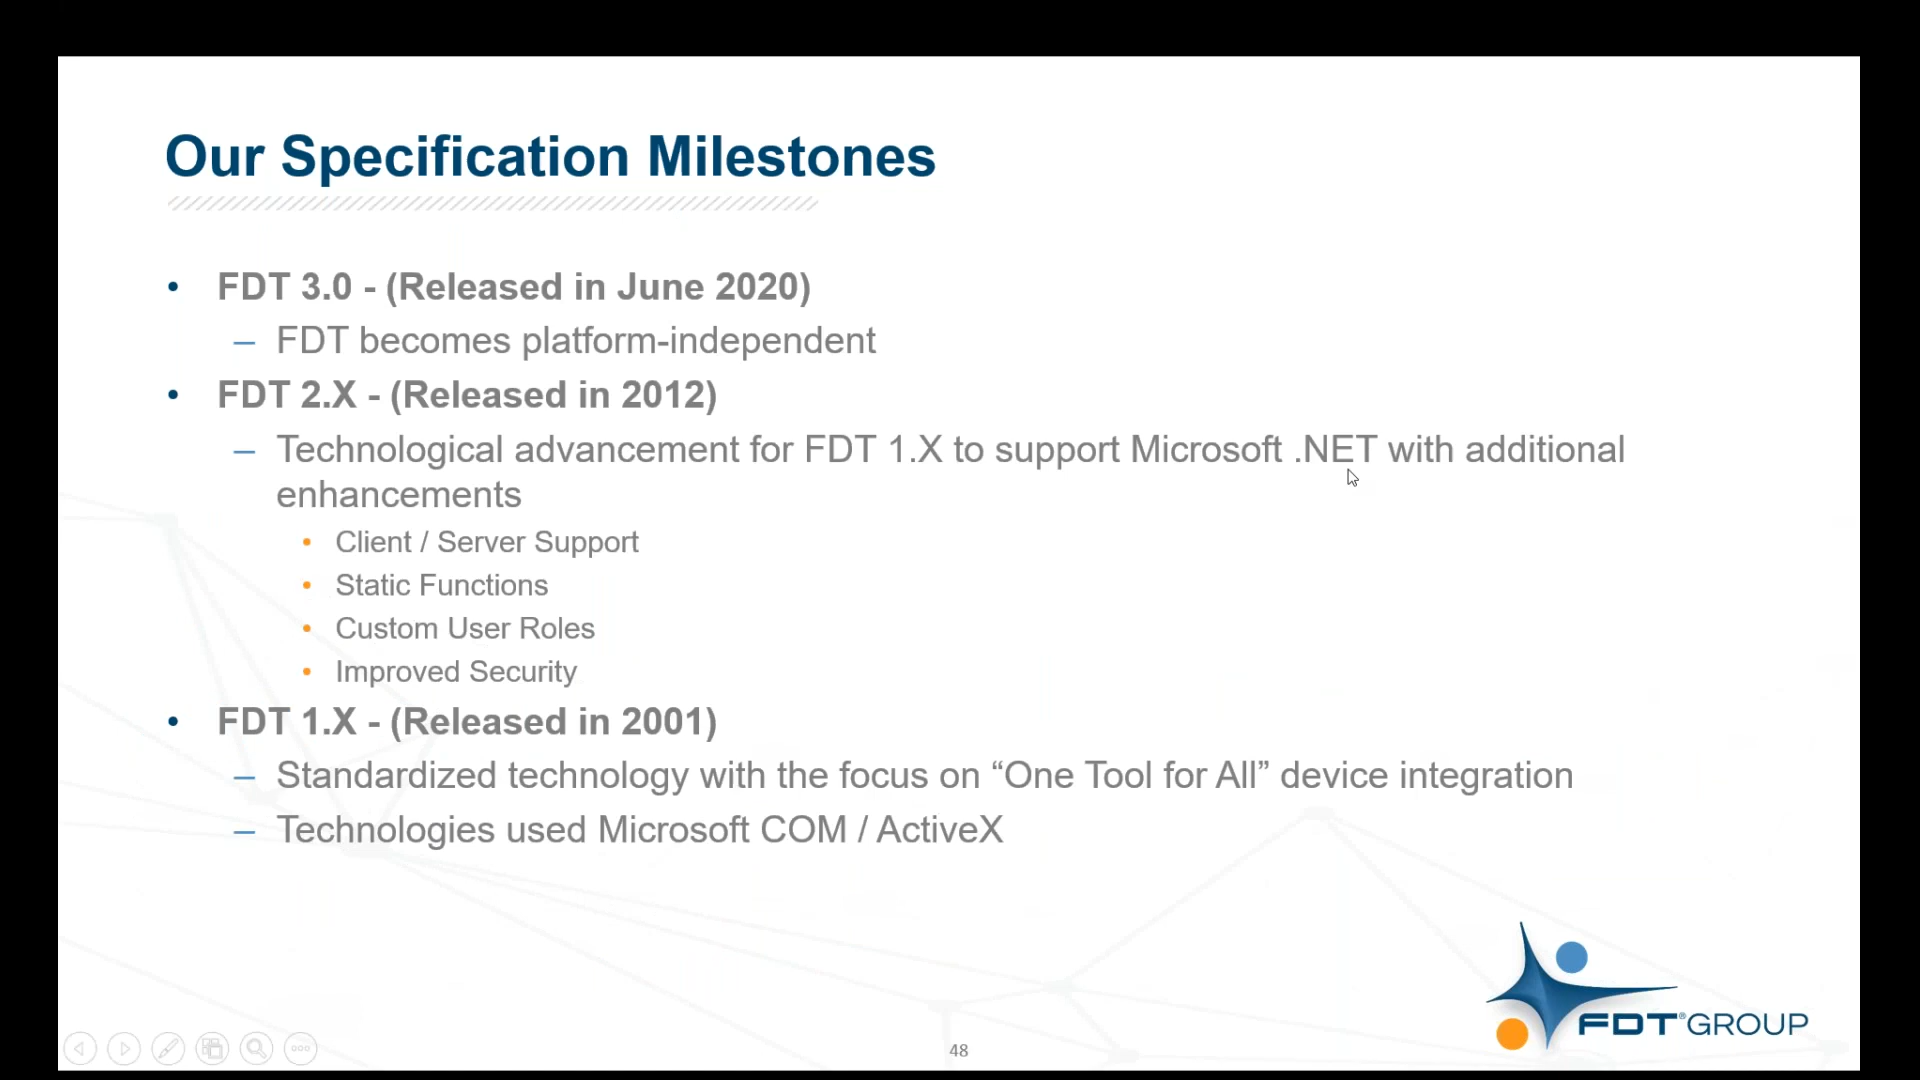 Our Specification Milestones
• FDT 3.0 - (Released in June 2020)
– FDT becomes platform-independent
• FDT 2.X - (Released in 2012)
– Technological advancement for FDT 1.X to support Microsoft .NET with additional
enhancements
• Client / Server Support
• Static Functions
• Custom User Roles
• Improved Security
• FDT 1.X - (Released in 2001)
– Standardized technology with the focus on “One Tool for All” device integration
– Technologies used Microsoft COM / ActiveX
FDT® GROUP
48